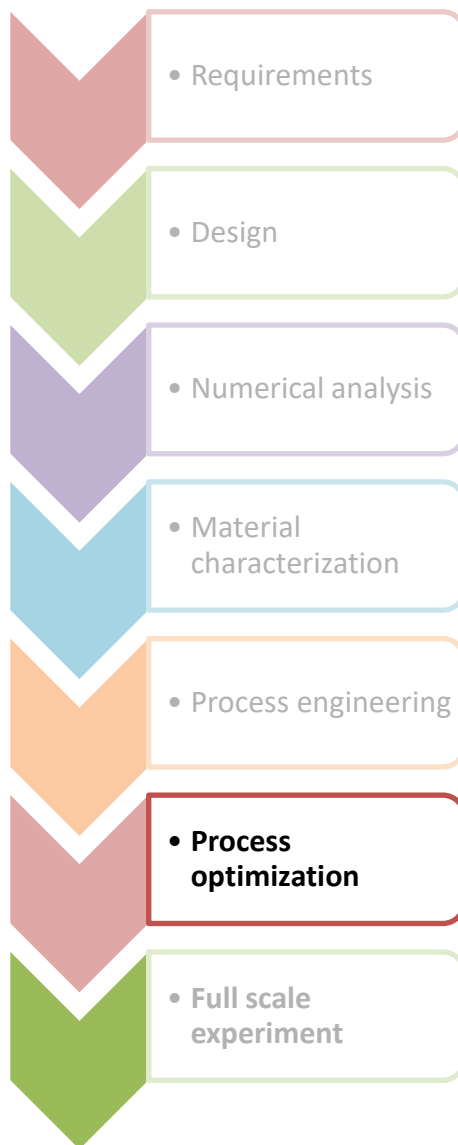 • Requirements
• Design
• Numerical analysis
• Material
characterization
• Process engineering
• Process
optimization
• Full scale
experiment